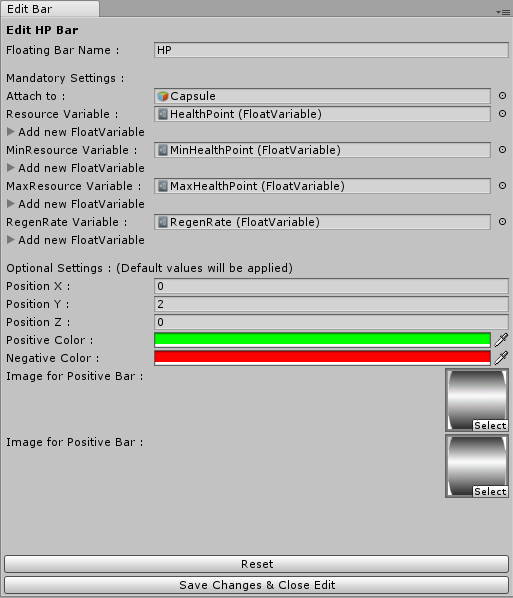 Edit Bar
Edit HP Bar
Floating Bar Name : HP
Mandatory Settings :
Attach to : Capsule
Resource Variable : HealthPoint (FloatVariable)
Add new FloatVariable
MinResource Variable : MinHealthPoint (FloatVariable)
Add new FloatVariable
MaxResource Variable : MaxHealthPoint (FloatVariable)
Add new FloatVariable
RegenRate Variable : RegenRate (FloatVariable)
Add new FloatVariable
Optional Settings : (Default values will be applied)
Position X : 0
Position Y : 2
Position Z : 0
Positive Color :
Negative Color :
Image for Positive Bar :
Select
Image for Positive Bar :
Select
Reset
Save Changes & Close Edit